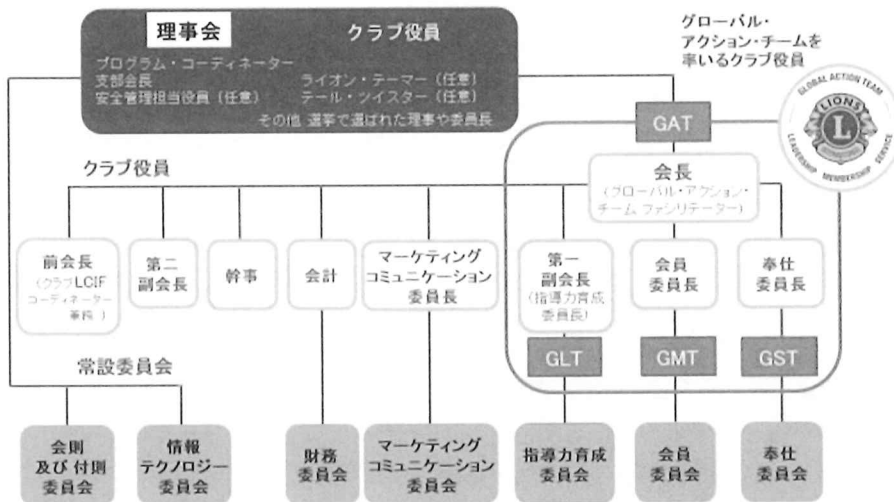 理事会 クラブ役員
プログラム・コーディネーター
支部会長 ライオン・テーマー(任意)
安全管理担当役員(任意) テール・ツイスター(任意)
その他 選挙で選ばれた理事や委員長
グローバル・
アクション・チームを
率いるクラブ役員
GLOBAL ACTION TEAM
LIONS
L
LEADERSHIP MEMBERSHIP SERVICE
GAT
クラブ役員
会長
(グローバル・アクション・
チーム ファシリテーター)
前会長
(クラブLCIF
コーディネーター
兼務)
第二
副会長
幹事
会計
マーケティング
コミュニケーション
委員長
第一
副会長
(指導力育成
委員長)
会員
委員長
奉仕
委員長
GLT
GMT
GST
常設委員会
会則
及び 付則
委員会
情報
テクノロジー
委員会
財務
委員会
マーケティング
コミュニケーション
委員会
指導力育成
委員会
会員
委員会
奉仕
委員会